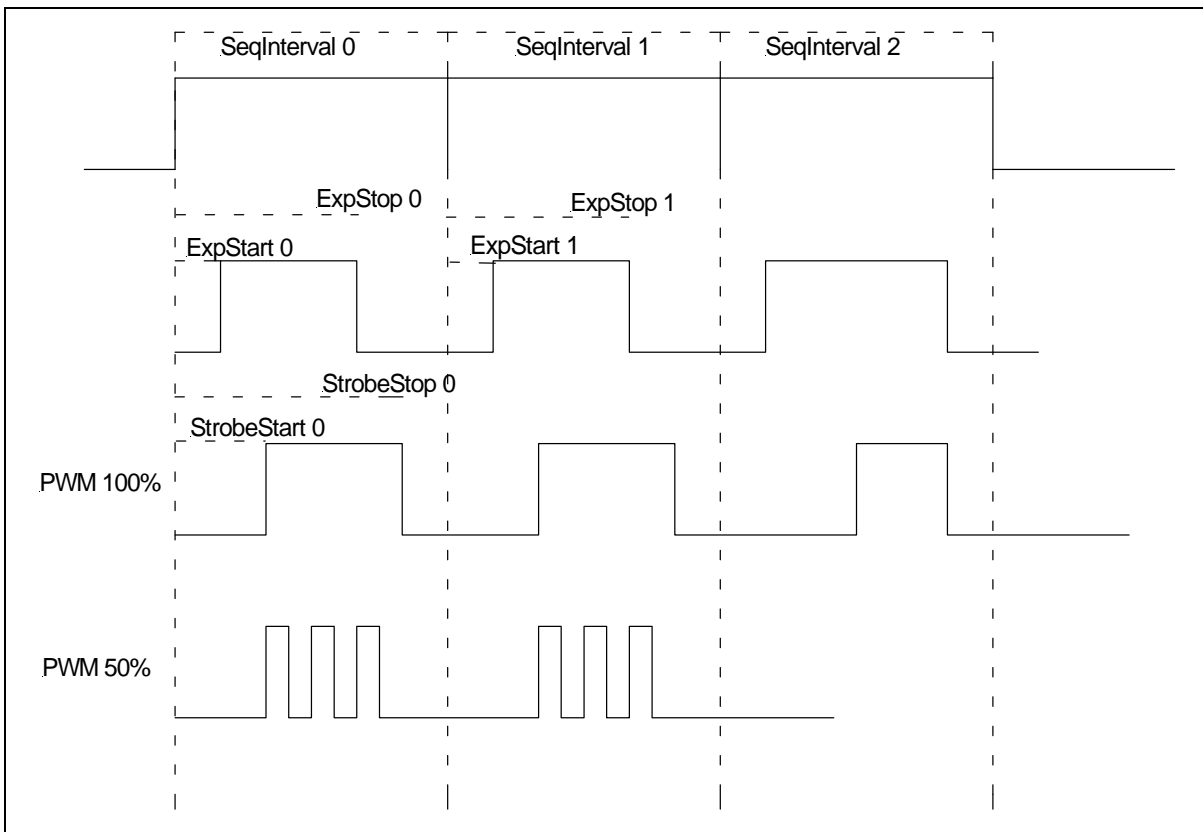 SeqInterval 0 SeqInterval 1 SeqInterval 2
ExpStop 0 ExpStop 1
ExpStart 0 ExpStart 1
StrobeStop 0
StrobeStart 0
PWM 100%
PWM 50%